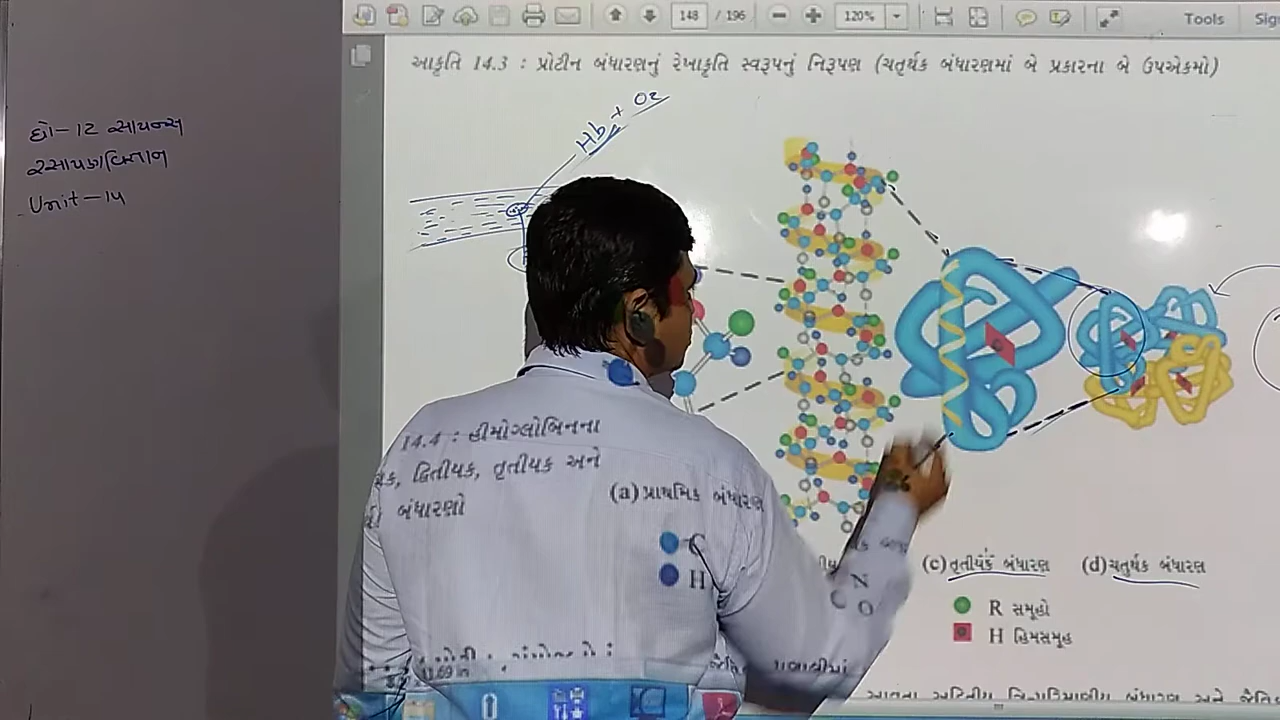 148 / 196
120%
Tools
આકૃતિ 14.3 : પ્રોટીન બંધારણનું રેખાકૃતિ સ્વરૂપનું નિરૂપણ (ચતુર્થક બંધારણમાં બે પ્રકારના બે ઉપએકમો)
ધો-12 સાયન્સ
રસાયણવિજ્ઞાન
Unit-14
Hb + O2
14.4 : હીમોગ્લોબિનના
દ્વિતીયક, તૃતીયક અને
બંધારણો
(a) પ્રાથમિક બંધારણ
(c) તૃતીયક બંધારણ
(d) ચતુર્થક બંધારણ
C
H
N
O
R સમૂહો
H હિમસમૂહ